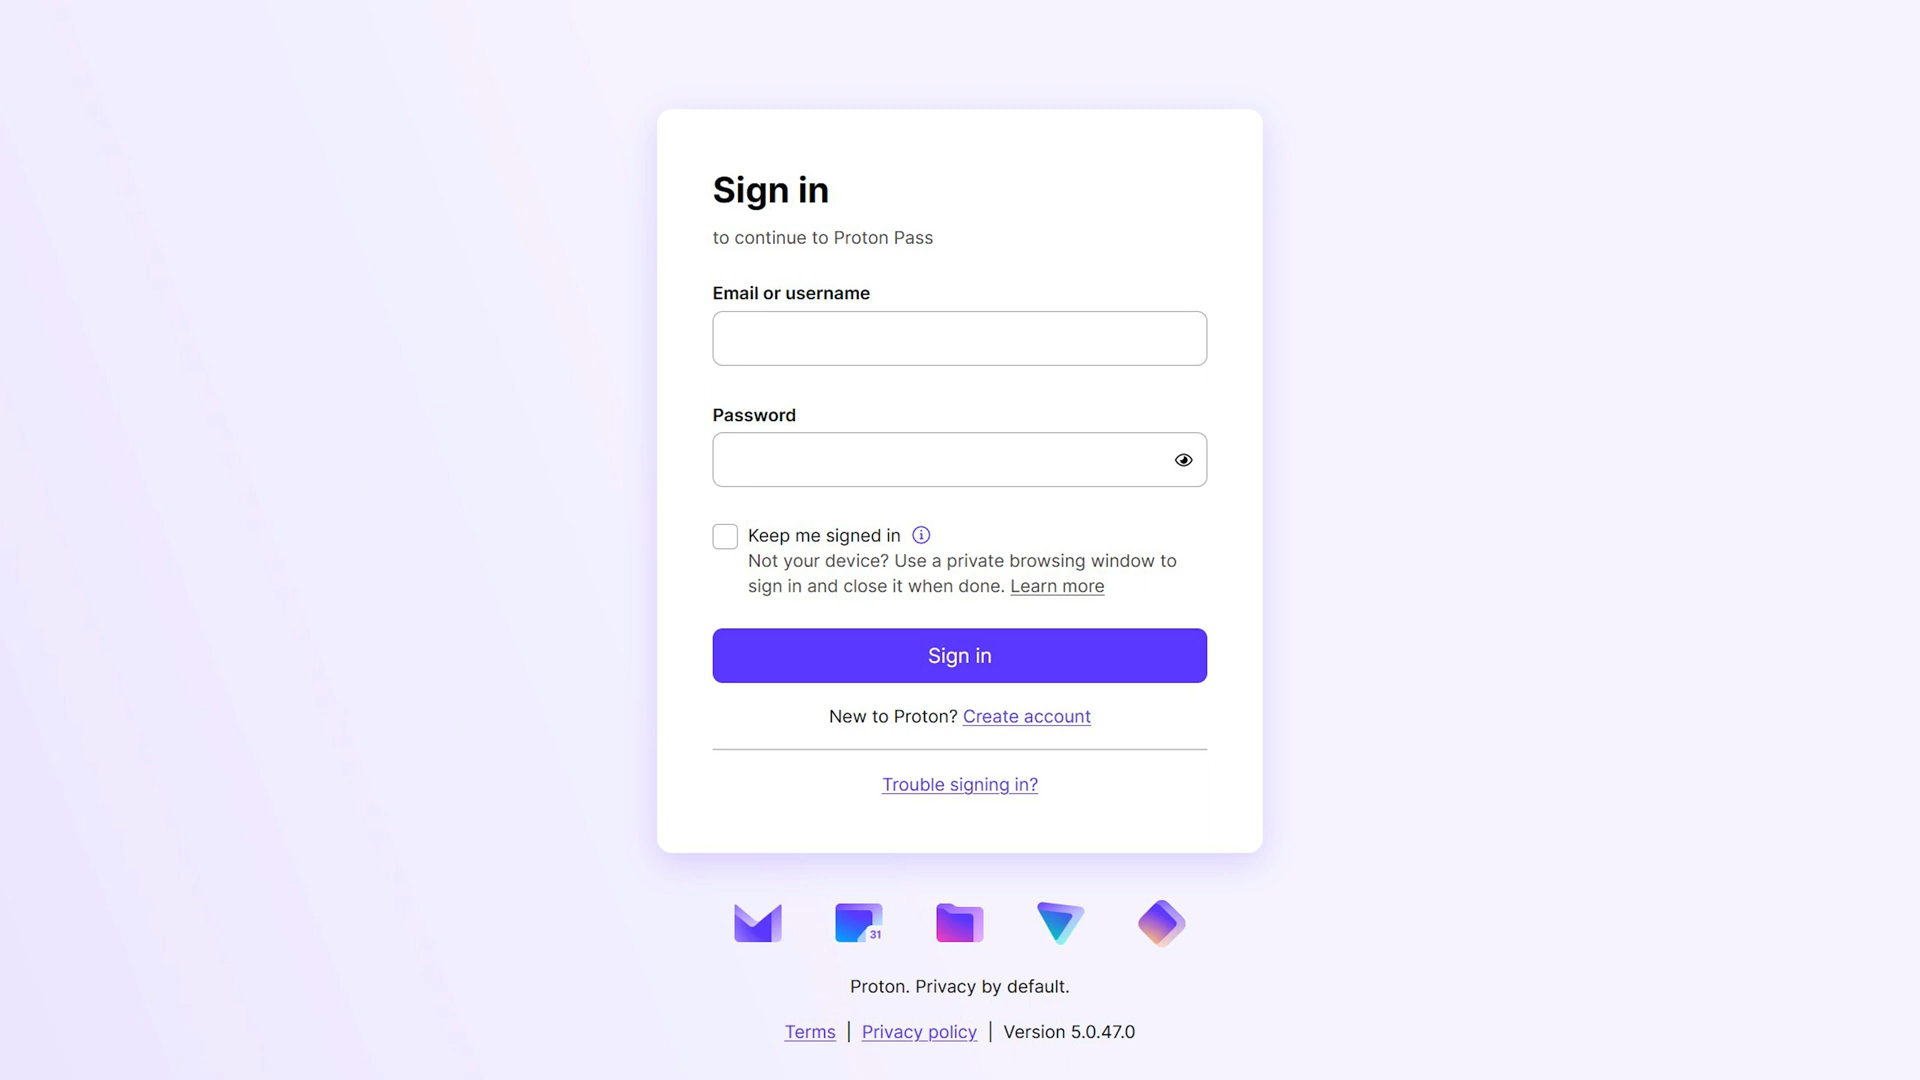 Sign in
to continue to Proton Pass
Email or username
Password
Keep me signed in
Not your device? Use a private browsing window to
sign in and close it when done. Learn more
Sign in
New to Proton? Create account
Trouble signing in?
31
Proton. Privacy by default.
Terms | Privacy policy | Version 5.0.47.0